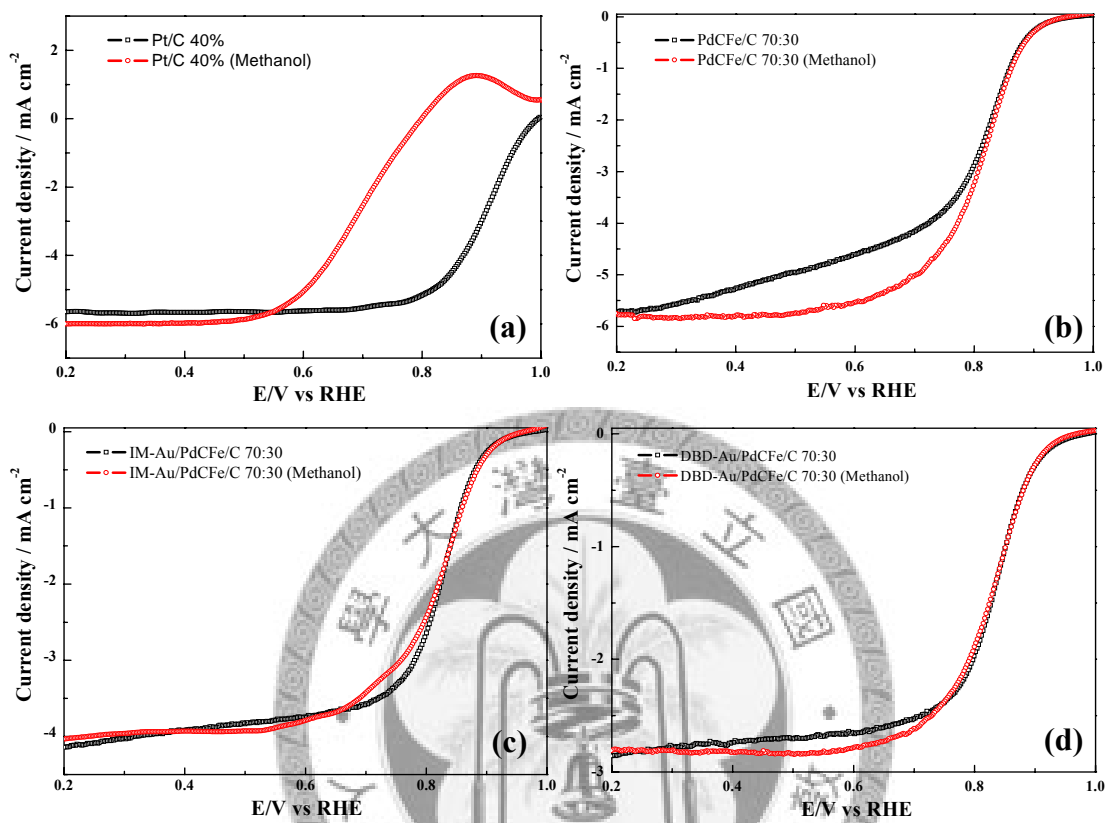 Pt/C 40%
Pt/C 40% (Methanol)
2
0
-2
-4
-6
Current density / mA cm-2
0.2
0.4
0.6
0.8
1.0
E/V vs RHE
(a)
PdCFe/C 70:30
PdCFe/C 70:30 (Methanol)
0
-1
-2
-3
-4
-5
-6
Current density / mA cm-2
0.2
0.4
0.6
0.8
1.0
E/V vs RHE
(b)
IM-Au/PdCFe/C 70:30
IM-Au/PdCFe/C 70:30 (Methanol)
0
-1
-2
-3
-4
Current density / mA cm-2
0.2
0.4
0.6
0.8
1.0
E/V vs RHE
(c)
DBD-Au/PdCFe/C 70:30
DBD-Au/PdCFe/C 70:30 (Methanol)
0
-1
-2
-3
Current density / mA cm-2
0.2
0.4
0.6
0.8
1.0
E/V vs RHE
(d)
學大灣臺立國